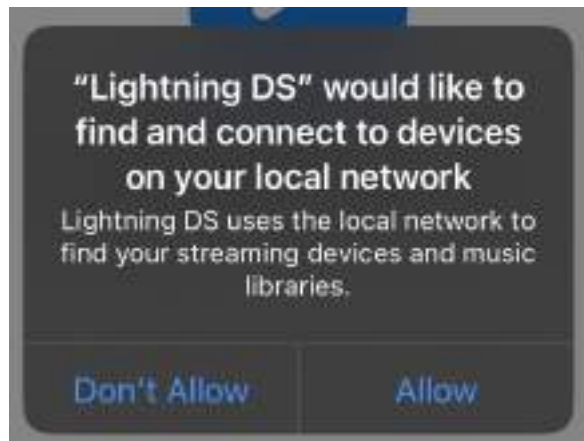 “Lightning DS” would like to
find and connect to devices
on your local network
Lightning DS uses the local network to
find your streaming devices and music
libraries.
Don't Allow
Allow